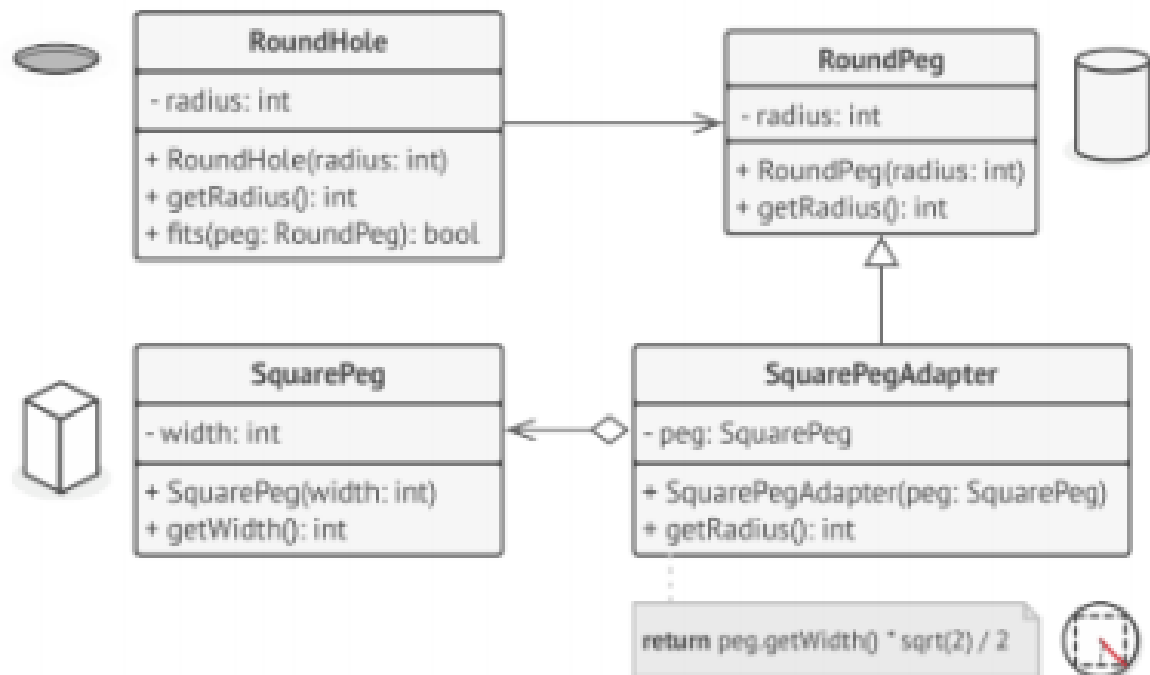 RoundHole
- radius: int
+ RoundHole(radius: int)
+ getRadius(): int
+ fits(peg: RoundPeg): bool
RoundPeg
- radius: int
+ RoundPeg(radius: int)
+ getRadius(): int
SquarePeg
- width: int
+ SquarePeg(width: int)
+ getWidth(): int
SquarePegAdapter
- peg: SquarePeg
+ SquarePegAdapter(peg: SquarePeg)
+ getRadius(): int
return peg.getWidth() * sqrt(2) / 2